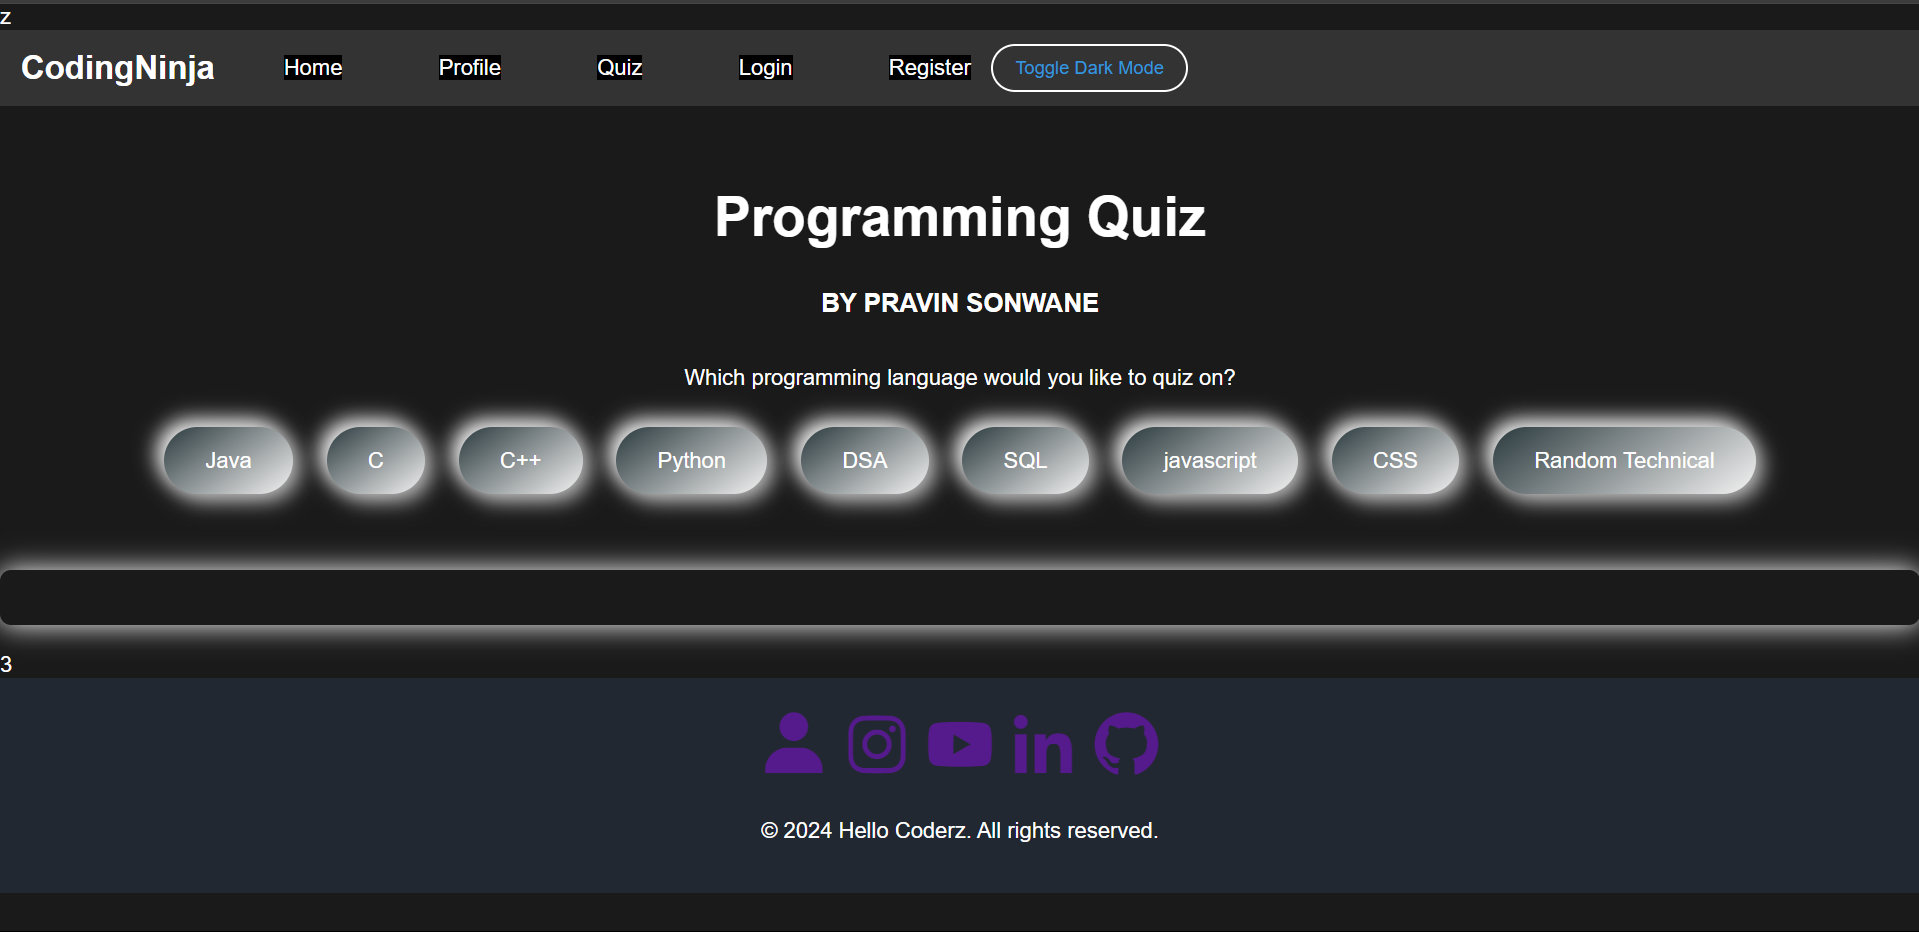 z
CodingNinja Home Profile Quiz Login Register Toggle Dark Mode
Programming Quiz
BY PRAVIN SONWANE
Which programming language would you like to quiz on?
Java C C++ Python DSA SQL javascript CSS Random Technical
3
in
© 2024 Hello Coderz. All rights reserved.